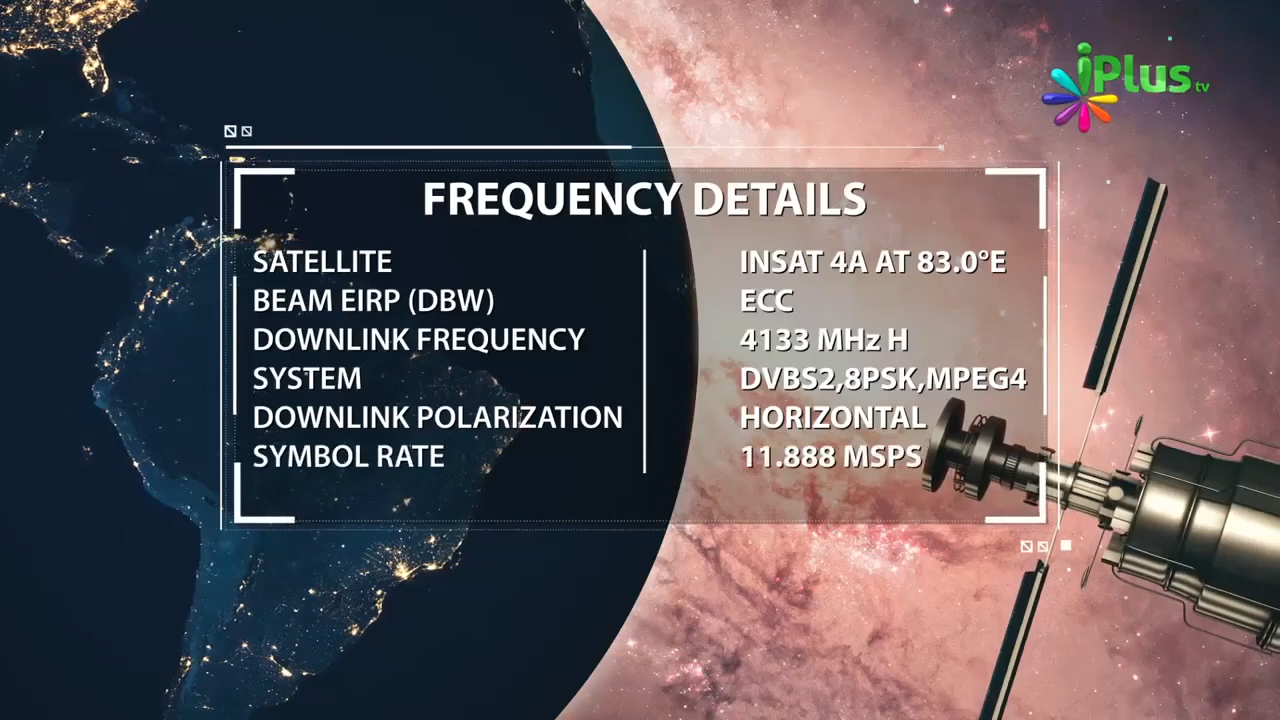 iPlus tv
FREQUENCY DETAILS
SATELLITE INSAT 4A AT 83.0°E
BEAM EIRP (DBW) ECC
DOWNLINK FREQUENCY 4133 MHz H
SYSTEM DVBS2,8PSK,MPEG4
DOWNLINK POLARIZATION HORIZONTAL
SYMBOL RATE 11.888 MSPS